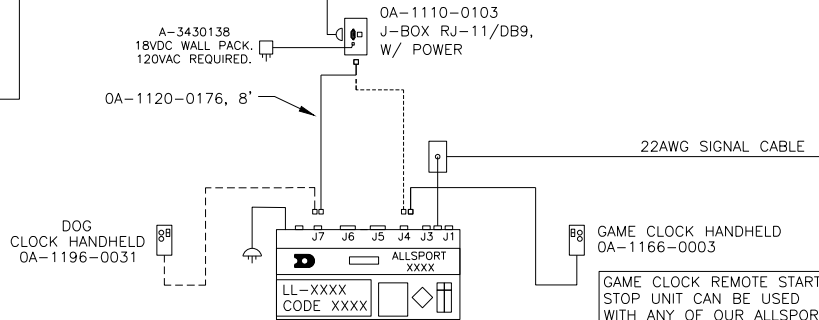 0A-1110-0103
J-BOX RJ-11/DB9,
W/ POWER
A-3430138
18VDC WALL PACK.
120VAC REQUIRED.
0A-1120-0176, 8'
22AWG SIGNAL CABLE
DOG
CLOCK HANDHELD
0A-1196-0031
J7 J6 J5 J4 J3 J1
GAME CLOCK HANDHELD
0A-1166-0003
ALLSPORT
XXXX
LL-XXXX
CODE XXXX
GAME CLOCK REMOTE START
STOP UNIT CAN BE USED
WITH ANY OF OUR ALLSPOR